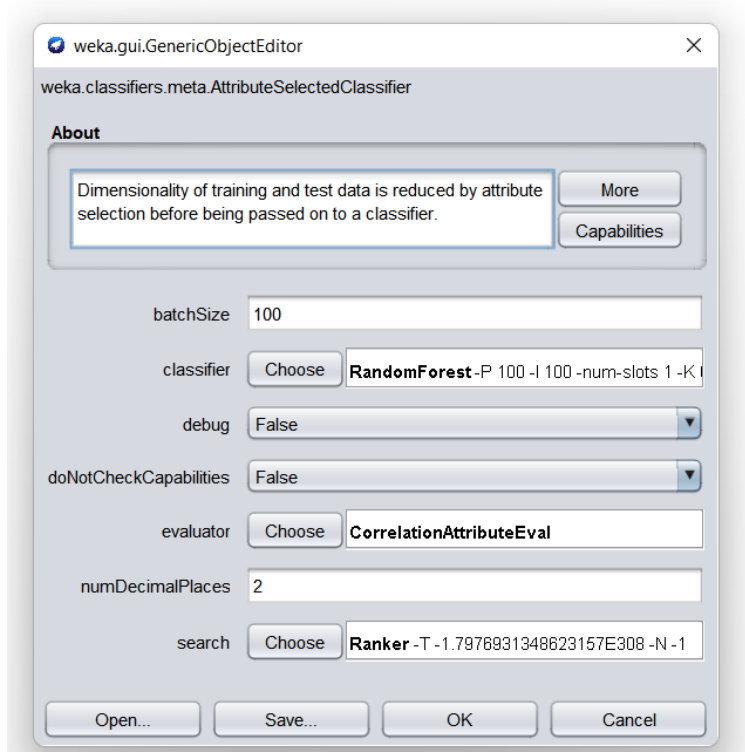 weka.gui.GenericObjectEditor
weka.classifiers.meta.AttributeSelectedClassifier
About
Dimensionality of training and test data is reduced by attribute
selection before being passed on to a classifier.
More
Capabilities
batchSize 100
classifier Choose RandomForest -P 100 -I 100 -num-slots 1 -K
debug False
doNotCheckCapabilities False
evaluator Choose CorrelationAttributeEval
numDecimalPlaces 2
search Choose Ranker -T -1.7976931348623157E308 -N -1
Open... Save... OK Cancel